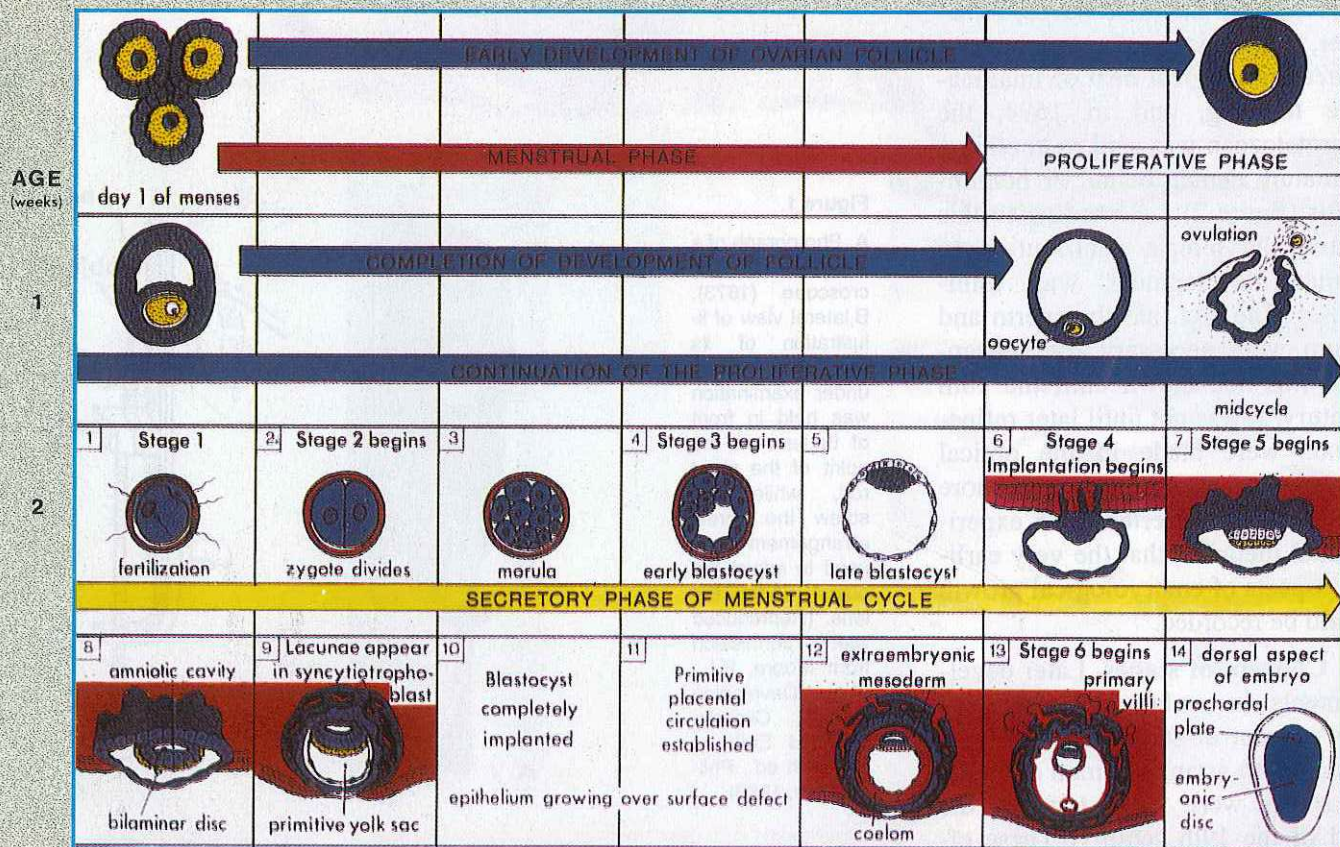 EARLY DEVELOPMENT OF OVARIAN FOLLICLE
MENSTRUAL PHASE
PROLIFERATIVE PHASE
AGE
(weeks)
day 1 of menses
COMPLETION OF DEVELOPMENT OF FOLLICLE
ovulation
1
oocyte
CONTINUATION OF THE PROLIFERATIVE PHASE
midcycle
2
1 Stage 1
fertilization
2 Stage 2 begins
zygote divides
3
morula
4 Stage 3 begins
early blastocyst
5
late blastocyst
6 Stage 4
Implantation begins
7 Stage 5 begins
SECRETORY PHASE OF MENSTRUAL CYCLE
8
amniotic cavity
bilaminar disc
9 Lacunae appear
in syncytiotropho-
blast
primitive yolk sac
10
Blastocyst
completely
implanted
11
Primitive
placental
circulation
established
epithelium growing over surface defect
12 extraembryonic
mesoderm
coelom
13 Stage 6 begins
primary
villi
14 dorsal aspect
of embryo
prochordal
plate
embry-
onic
disc